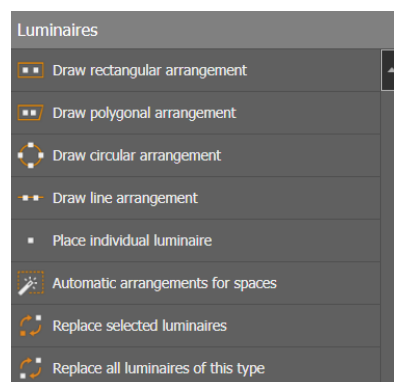 Luminaires
Draw rectangular arrangement
Draw polygonal arrangement
Draw circular arrangement
Draw line arrangement
Place individual luminaire
Automatic arrangements for spaces
Replace selected luminaires
Replace all luminaires of this type